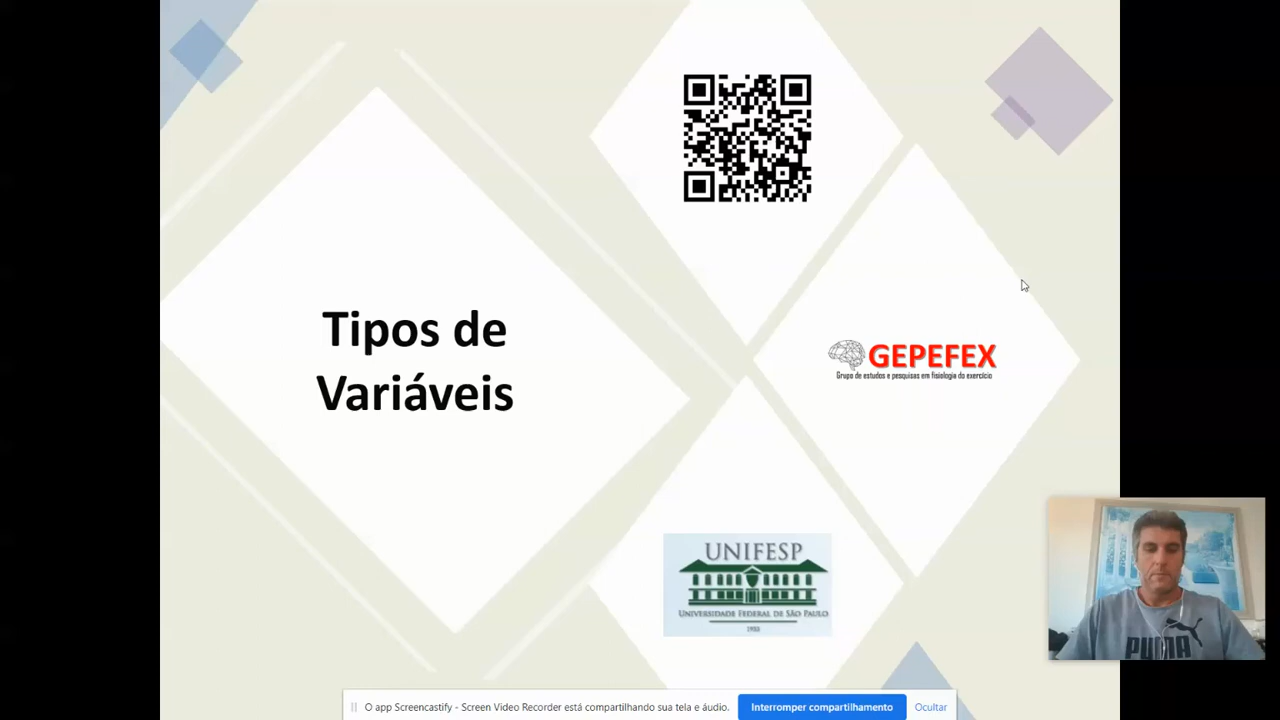 Tipos de
Variáveis
GEPEFEX
Grupo de estudos e pesquisas em fisiologia do exercício
UNIFESP
UNIVERSIDADE FEDERAL DE SÃO PAULO
1933
PUMA
O app Screencastify - Screen Video Recorder está compartilhando sua tela e áudio.
Interromper compartilhamento
Ocultar